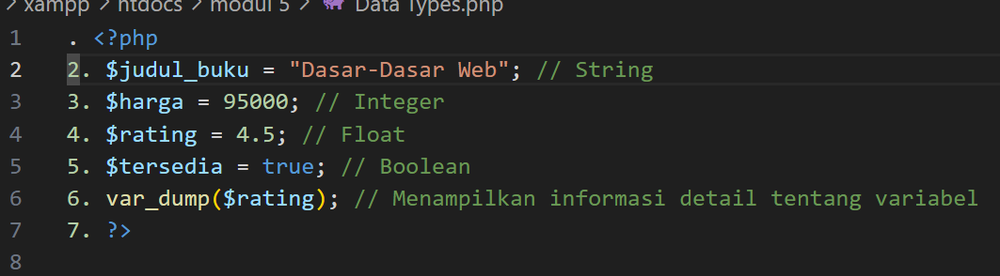 > xampp > htdocs > modul 5 > Data Types.php
1 . <?php
2 2. $judul_buku = "Dasar-Dasar Web"; // String
3 3. $harga = 95000; // Integer
4 4. $rating = 4.5; // Float
5 5. $tersedia = true; // Boolean
6 6. var_dump($rating); // Menampilkan informasi detail tentang variabel
7 7. ?>
8